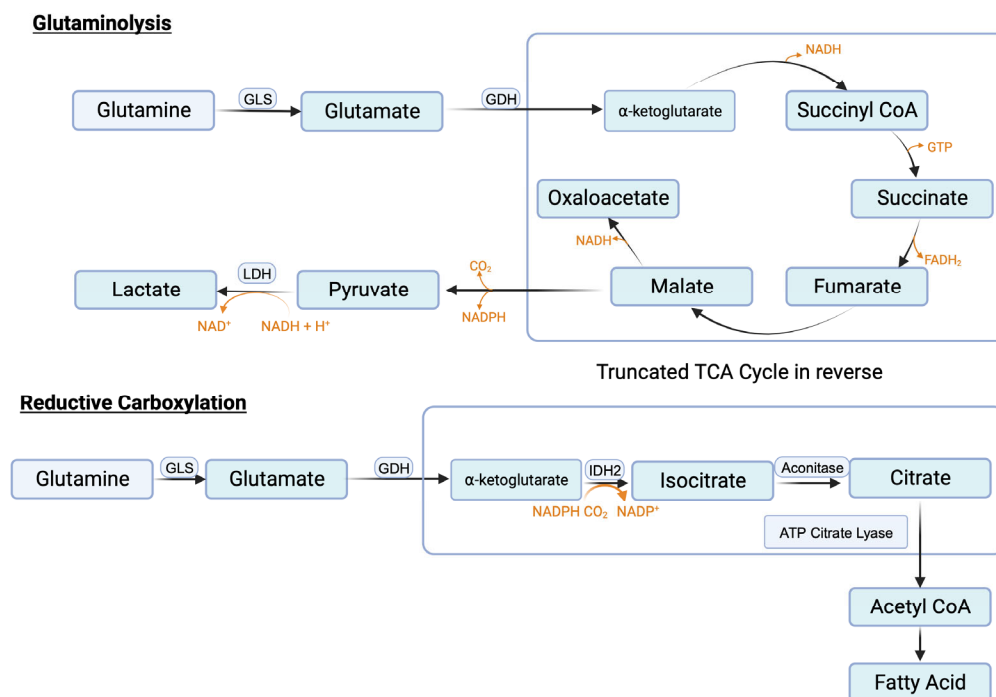 Glutaminolysis
NADH
GLS
GDH
Glutamine
Glutamate
α-ketoglutarate
Succinyl CoA
GTP
Oxaloacetate
Succinate
NADH
FADH₂
CO₂
LDH
Lactate
Pyruvate
Malate
Fumarate
NADPH
NAD⁺
NADH + H⁺
Truncated TCA Cycle in reverse
Reductive Carboxylation
GLS
GDH
IDH2
Aconitase
Glutamine
Glutamate
α-ketoglutarate
Isocitrate
Citrate
NADPH CO₂ NADP⁺
ATP Citrate Lyase
Acetyl CoA
Fatty Acid